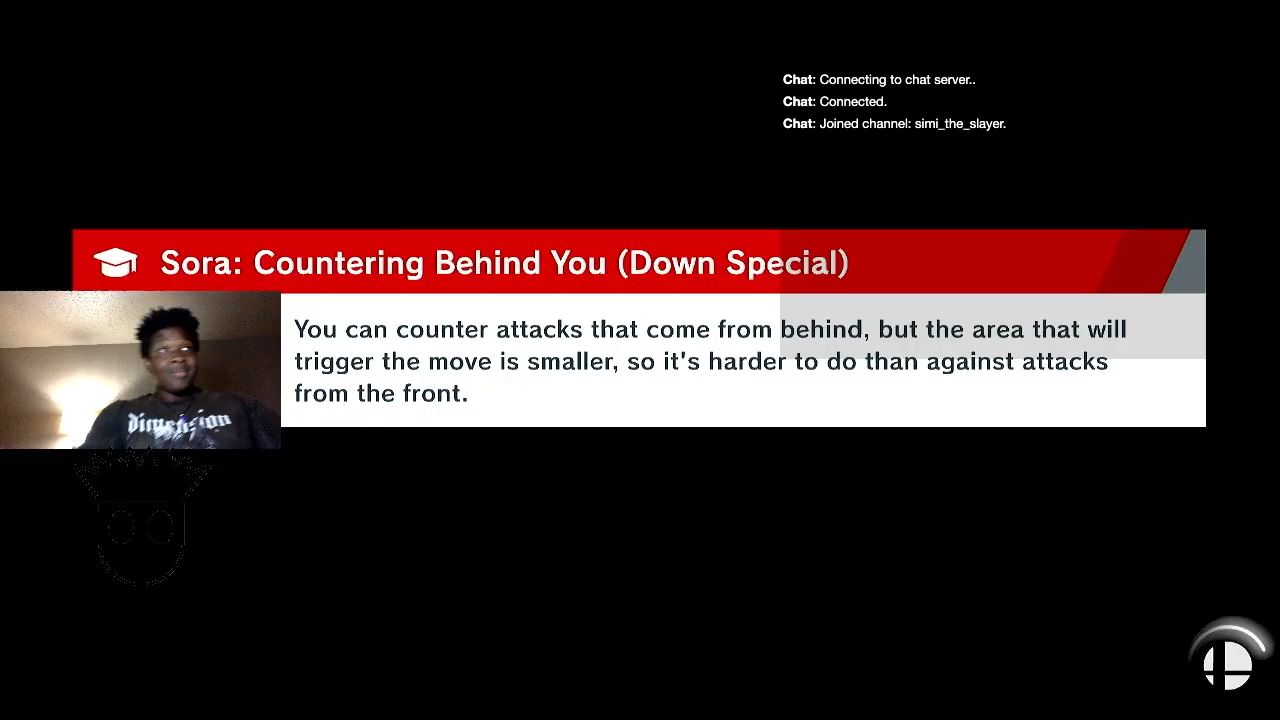 Chat: Connecting to chat server..
Chat: Connected.
Chat: Joined channel: simi_the_slayer.
Sora: Countering Behind You (Down Special)
You can counter attacks that come from behind, but the area that will
trigger the move is smaller, so it's harder to do than against attacks
from the front.
dimension